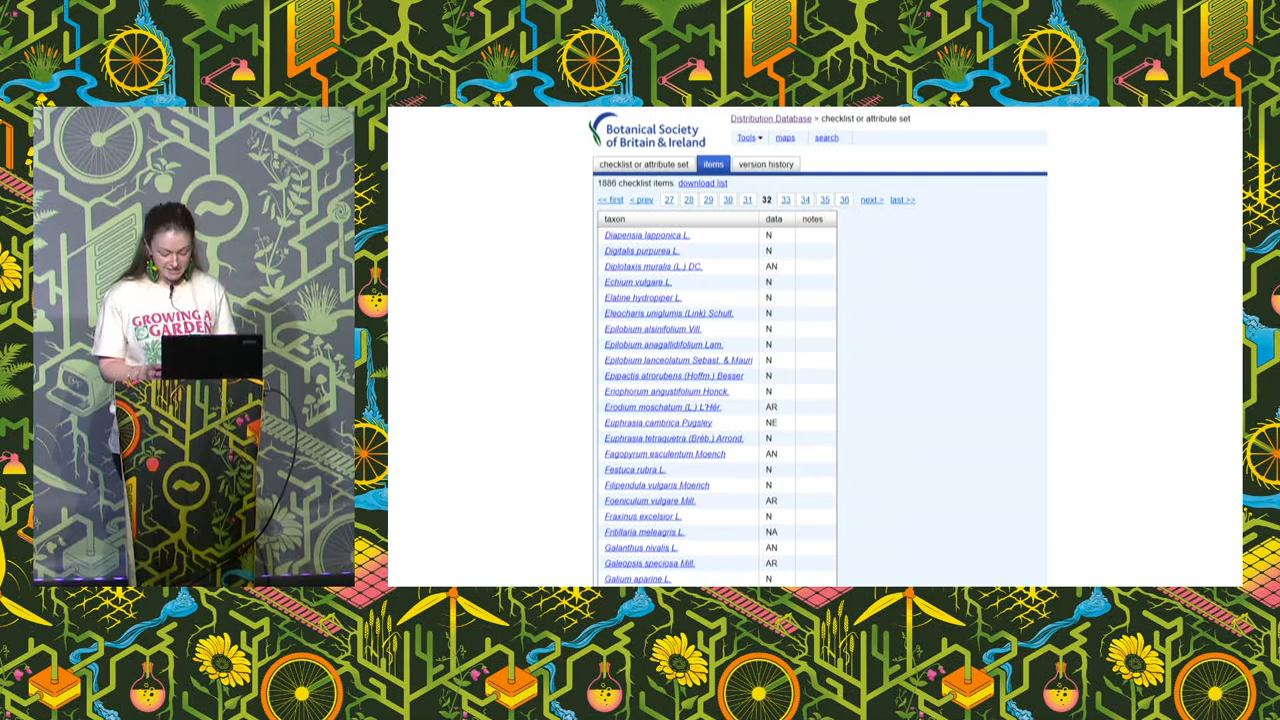 GROWING A
GARDEN
Botanical Society
of Britain & Ireland
Distribution Database » checklist or attribute set
Tools maps search
checklist or attribute set items version history
1886 checklist items download list
<< first < prev 27 28 29 30 31 32 33 34 35 36 next > last >>
taxon data notes
Diapensia lapponica L. N
Digitalis purpurea L. N
Diplotaxis muralis (L.) DC. AN
Echium vulgare L. N
Elatine hydropiper L. N
Eleocharis uniglumis (Link) Schult. N
Epilobium alsinifolium Vill. N
Epilobium anagallidifolium Lam. N
Epilobium lanceolatum Sebast. & Mauri N
Epipactis atrorubens (Hoffm.) Besser N
Eriophorum angustifolium Honck. N
Erodium moschatum (L.) L'Hér. AR
Euphrasia cambrica Pugsley NE
Euphrasia tetraquetra (Bréb.) Arrond. N
Fagopyrum esculentum Moench AN
Festuca rubra L. N
Filipendula vulgaris Moench N
Foeniculum vulgare Mill. AR
Fraxinus excelsior L. N
Fritillaria meleagris L. NA
Galanthus nivalis L. AN
Galeopsis speciosa Mill. AR
Galium aparine L. N